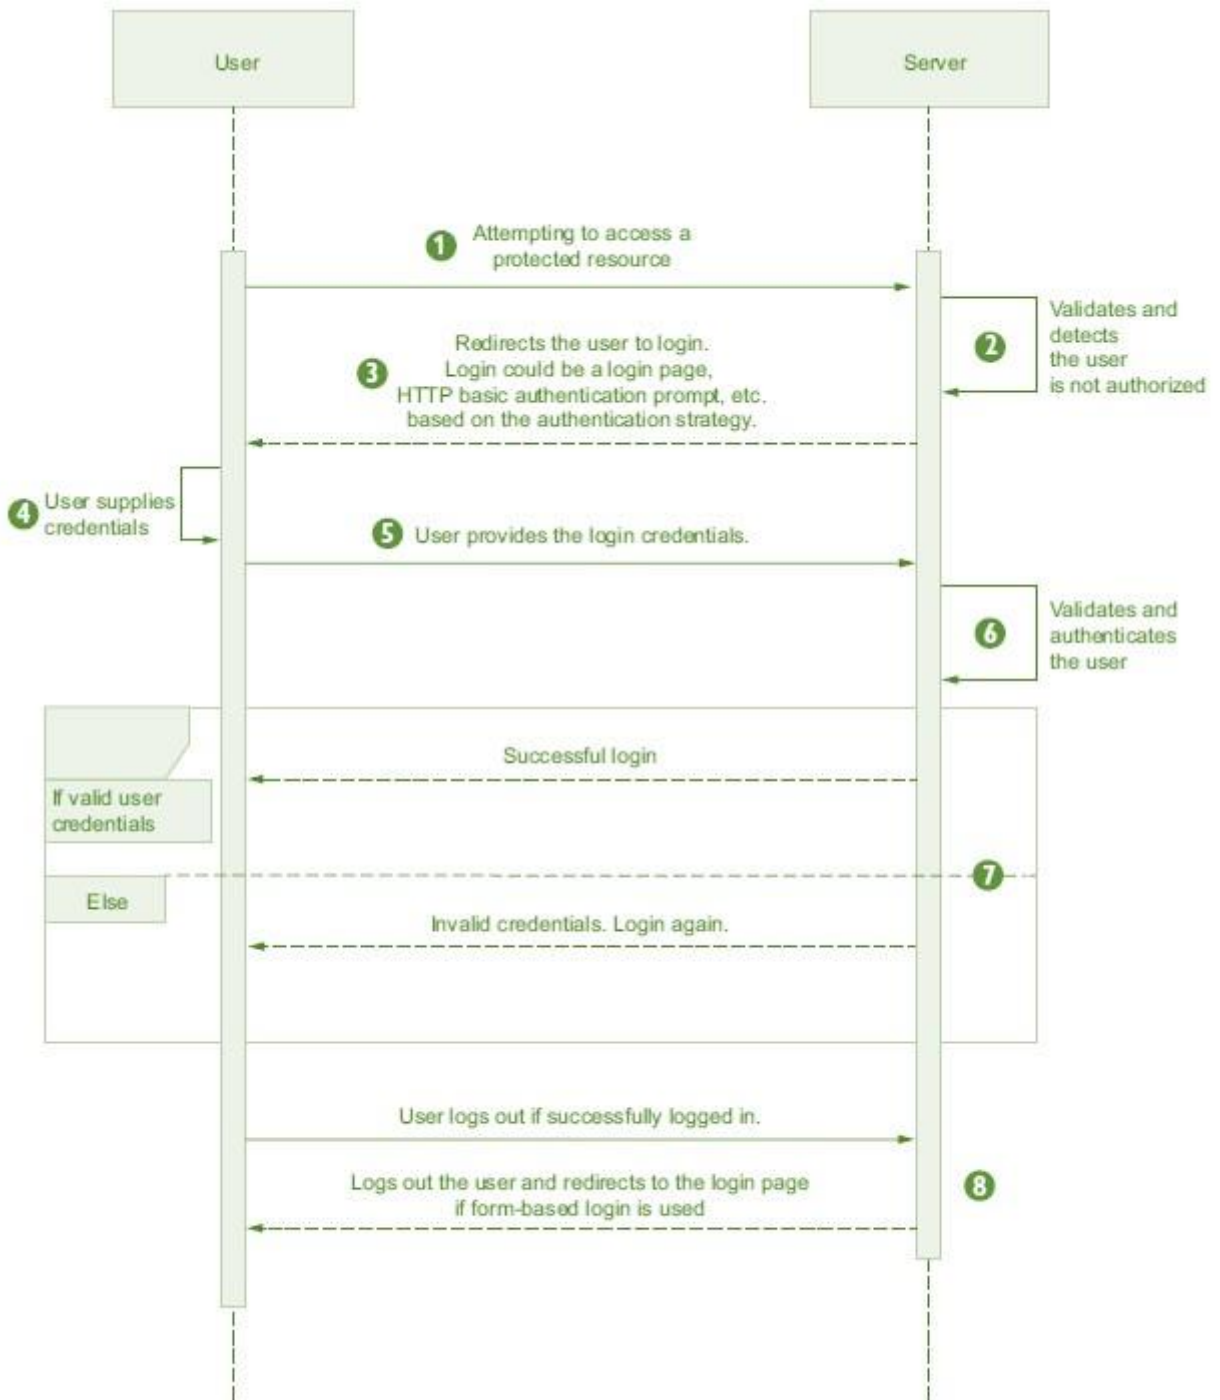 User
Server
1
Attempting to access a
protected resource
2
Validates and
detects
the user
is not authorized
3
Redirects the user to login.
Login could be a login page,
HTTP basic authentication prompt, etc.
based on the authentication strategy.
4
User supplies
credentials
5
User provides the login credentials.
6
Validates and
authenticates
the user
Successful login
If valid user
credentials
7
Else
Invalid credentials. Login again.
User logs out if successfully logged in.
Logs out the user and redirects to the login page
if form-based login is used
8